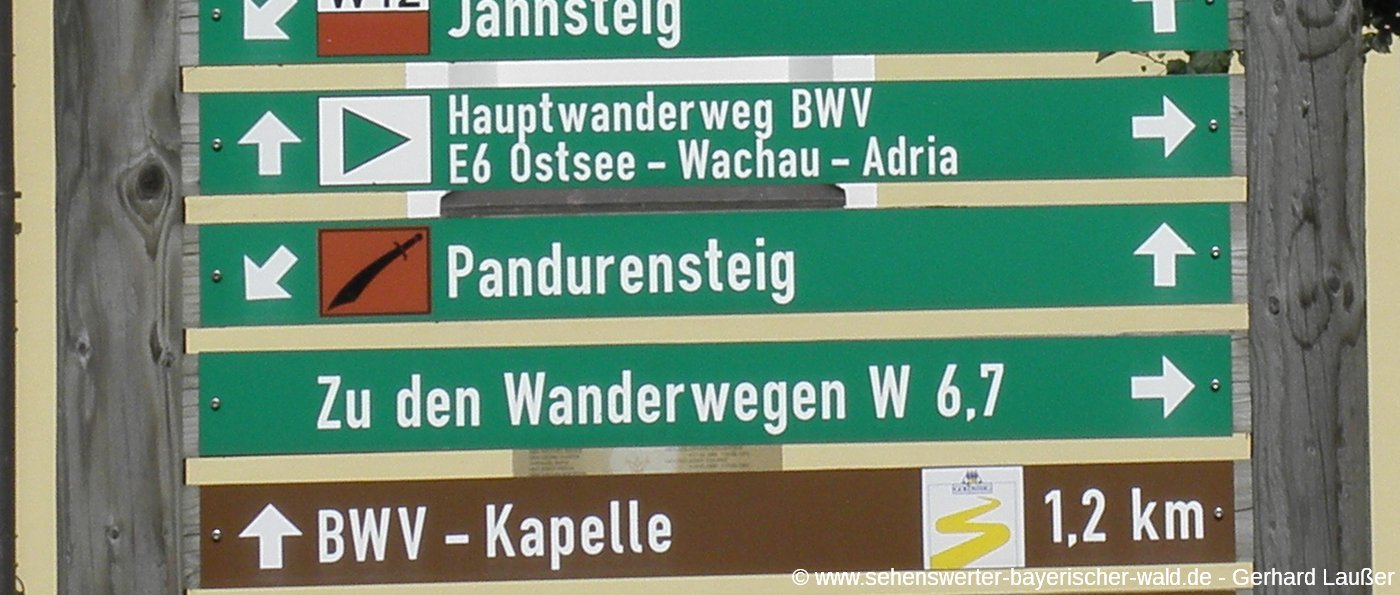 W 12
Jahnsteig
Hauptwanderweg BWV
E6 Ostsee – Wachau – Adria
Pandurensteig
Zu den Wanderwegen W 6,7
BWV – Kapelle
1,2 km
© www.sehenswerter-bayerischer-wald.de - Gerhard Laußer